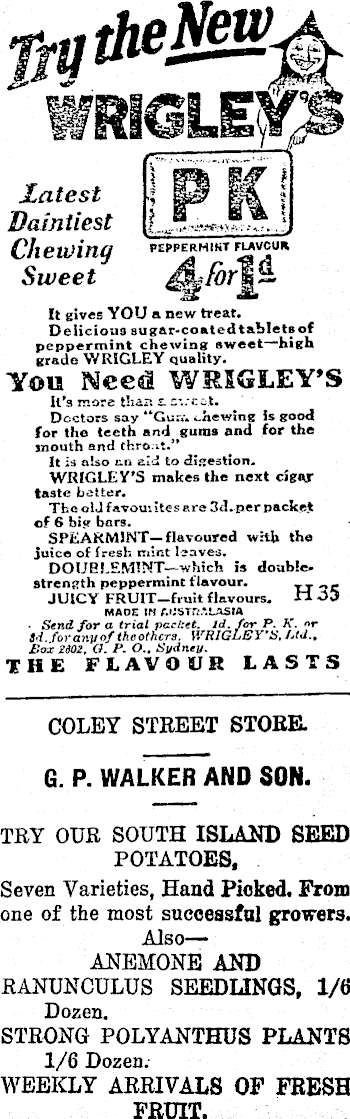 Try the New
WRIGLEY'S
PK
Latest
Daintiest
Chewing
Sweet
PEPPERMINT FLAVOUR
4 for 1d
It gives YOU a new treat.
Delicious sugar-coated tablets of
peppermint chewing sweet—high
grade WRIGLEY quality.
You Need WRIGLEY'S
It's more than a sweet.
Doctors say "Gum chewing is good
for the teeth and gums and for the
mouth and throat."
It is also an aid to digestion.
WRIGLEY'S makes the next cigar
taste better.
The old favourites are 3d. per packet
of 6 big bars.
SPEARMINT—flavoured with the
juice of fresh mint leaves.
DOUBLEMINT—which is double-
strength peppermint flavour.
JUICY FRUIT—fruit flavours. H35
MADE IN AUSTRALASIA
Send for a trial packet. 1d. for P. K. or
3d. for any of the others. WRIGLEY'S, Ltd.,
Box 2602, G. P. O., Sydney.
THE FLAVOUR LASTS
COLEY STREET STORE.
G. P. WALKER AND SON.
TRY OUR SOUTH ISLAND SEED
POTATOES,
Seven Varieties, Hand Picked. From
one of the most successful growers.
Also—
ANEMONE AND
RANUNCULUS SEEDLINGS, 1/6
Dozen.
STRONG POLYANTHUS PLANTS
1/6 Dozen.
WEEKLY ARRIVALS OF FRESH
FRUIT.